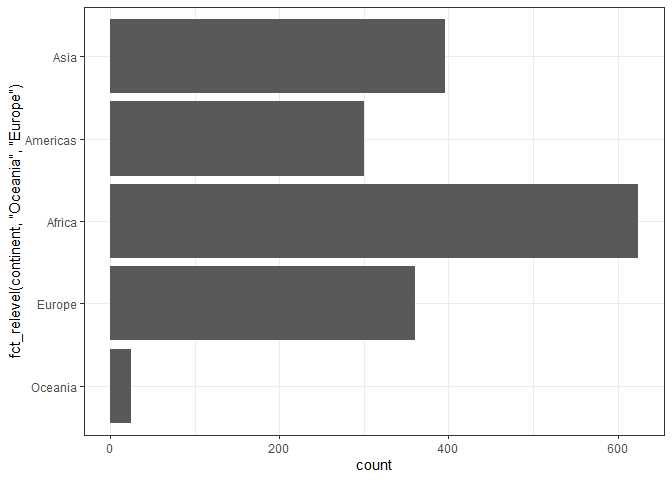 fct_relevel(continent, "Oceania", "Europe")
Asia
Americas
Africa
Europe
Oceania
0 200 400 600
count